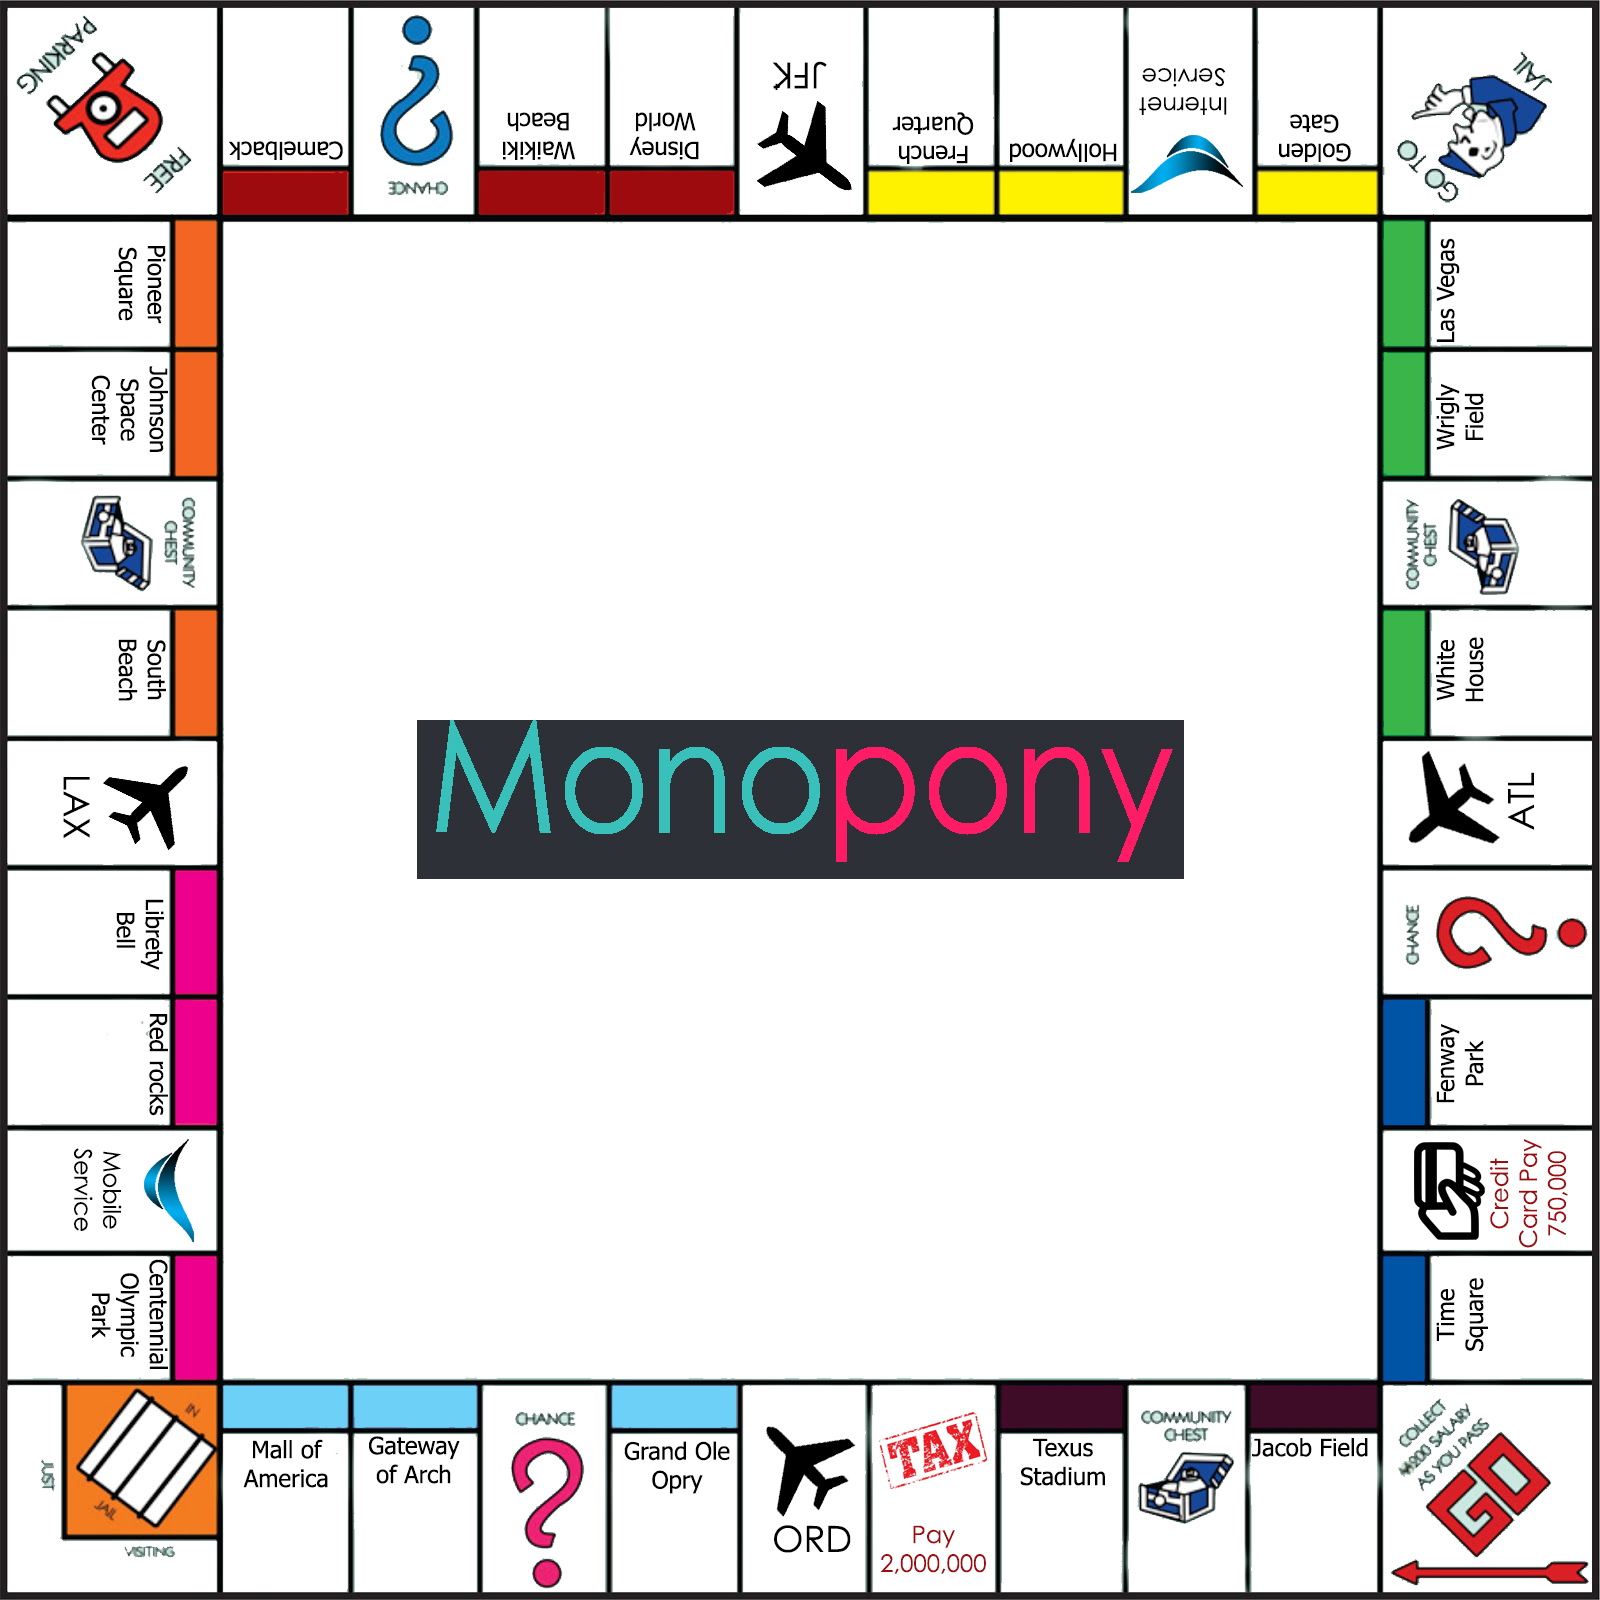 FREE
PARKING
Camelback
CHANCE
Waikiki
Beach
Disney
World
JFK
French
Quarter
Hollywood
Internet
Service
Golden
Gate
GO TO
JAIL
Pioneer
Square
Johnson
Space
Center
COMMUNITY
CHEST
South
Beach
LAX
Librety
Bell
Red rocks
Mobile
Service
Centennial
Olympic
Park
Monopony
Las Vegas
Wrigly
Field
COMMUNITY
CHEST
White
House
ATL
CHANCE
Fenway
Park
Credit
Card Pay
750,000
Time
Square
JUST
VISITING
IN
JAIL
Mall of
America
Gateway
of Arch
CHANCE
Grand Ole
Opry
ORD
TAX
Pay
2,000,000
Texus
Stadium
COMMUNITY
CHEST
Jacob Field
COLLECT
200 SALARY
AS YOU PASS
GO